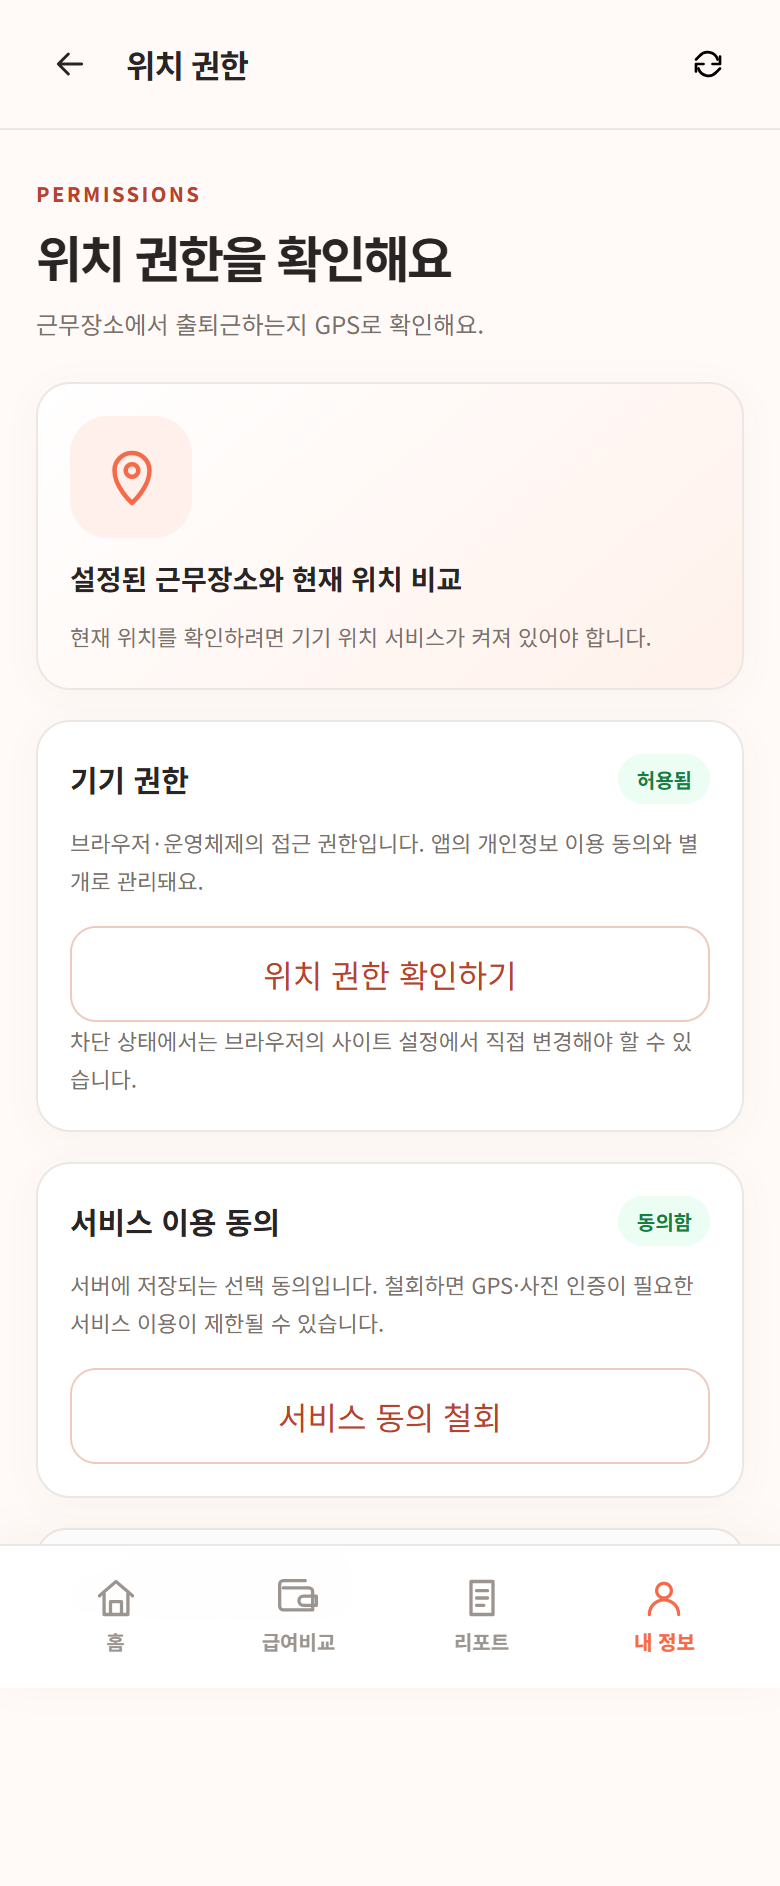 위치 권한
PERMISSIONS
위치 권한을 확인해요
근무장소에서 출퇴근하는지 GPS로 확인해요.
설정된 근무장소와 현재 위치 비교
현재 위치를 확인하려면 기기 위치 서비스가 켜져 있어야 합니다.
기기 권한
허용됨
브라우저·운영체제의 접근 권한입니다. 앱의 개인정보 이용 동의와 별
개로 관리돼요.
위치 권한 확인하기
차단 상태에서는 브라우저의 사이트 설정에서 직접 변경해야 할 수 있
습니다.
서비스 이용 동의
동의함
서버에 저장되는 선택 동의입니다. 철회하면 GPS·사진 인증이 필요한
서비스 이용이 제한될 수 있습니다.
서비스 동의 철회
홈
급여비교
리포트
내 정보